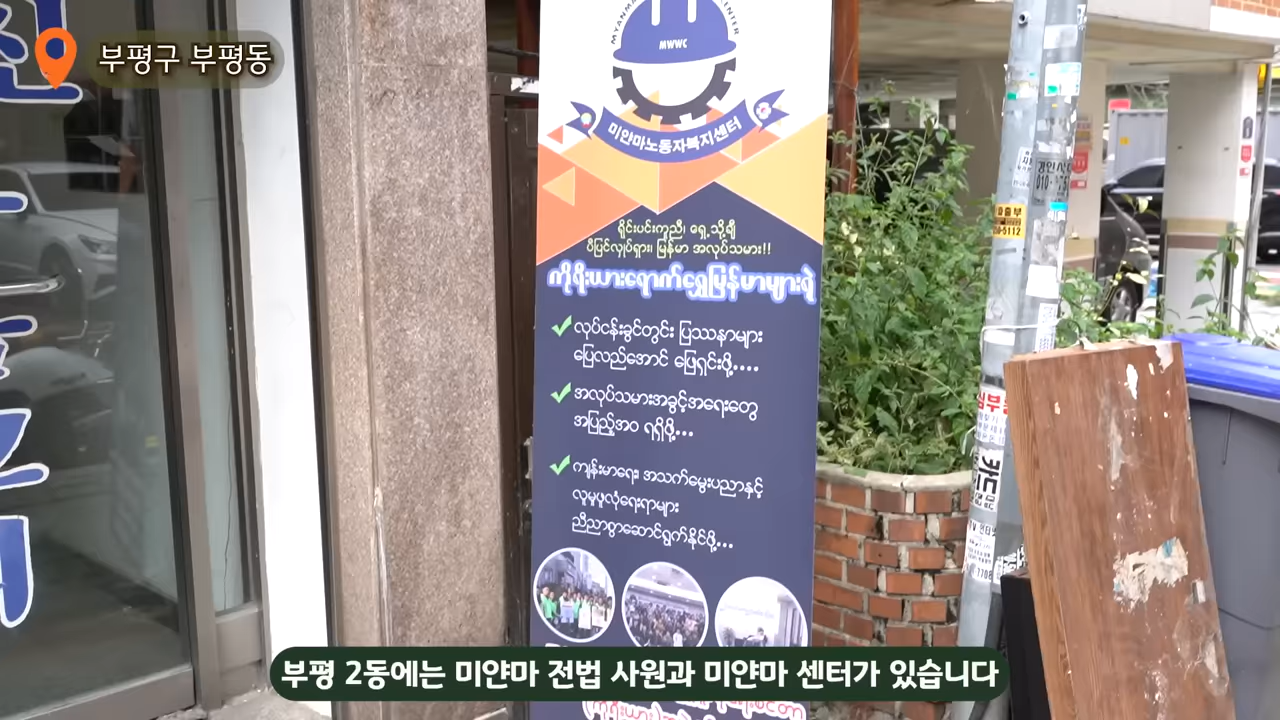 부평구 부평동
MWWC
미얀마노동자복지센터
ရိုင်းပင်းကူညီ၊ ရှေ့သို့ချီ
ပီပြင်လှုပ်ရှား၊ မြန်မာ အလုပ်သမား!!
ကိုရီးယားရောက်ရွှေမြန်မာများရဲ့
လုပ်ငန်းခွင်တွင်း ပြဿနာများ
ပြေလည်အောင် ဖြေရှင်းဖို့....
အလုပ်သမားအခွင့်အရေးတွေ
အပြည့်အဝ ရရှိဖို့...
ကျန်းမာရေး၊ အသက်မွေးပညာနှင့်
လူမှုဖူလုံရေးရာများ
ညီညာစွာဆောင်ရွက်နိုင်ဖို့...
카드
부평 2동에는 미얀마 전법 사원과 미얀마 센터가 있습니다